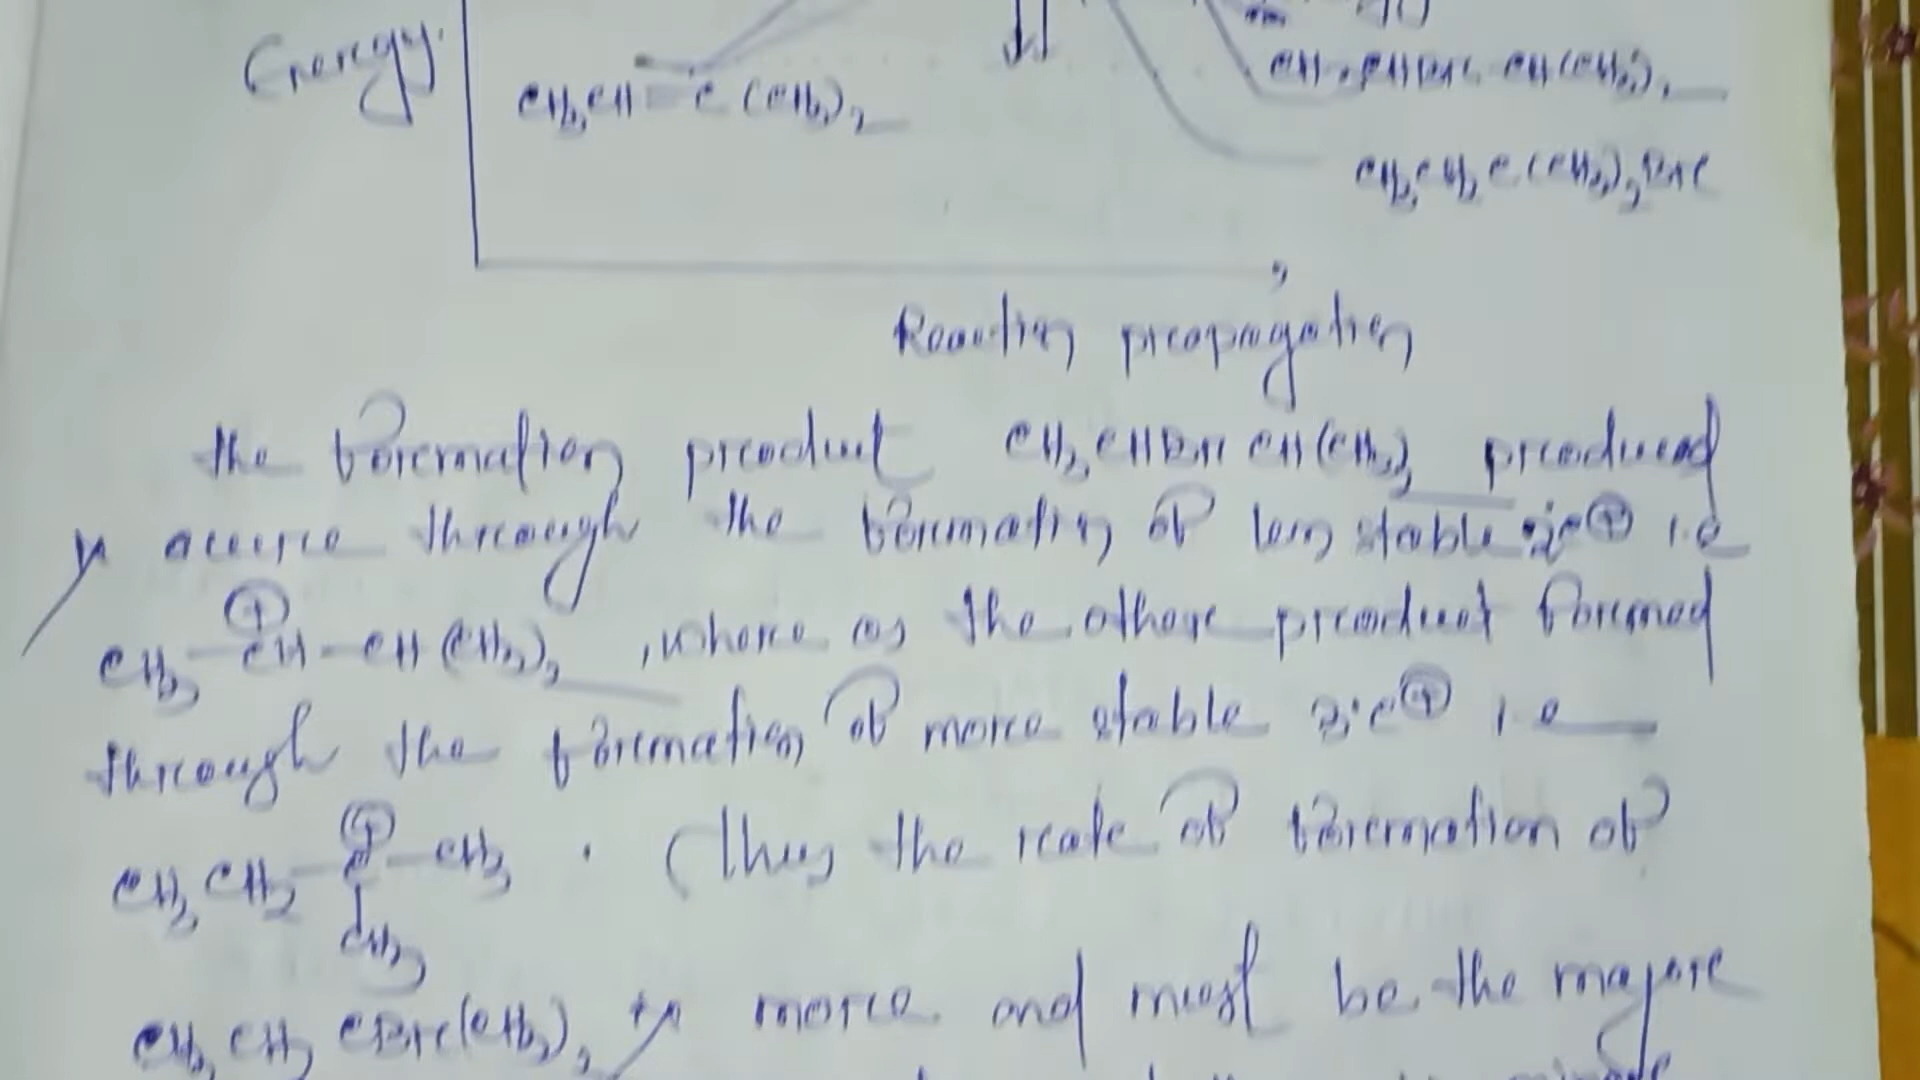 Energy.
CH3CH=C(CH3)2
CH3CHBr-CH(CH3)2
CH3CH2C(CH3)2Br
Reaction propagation
the formation product CH3CHBrCH(CH3)2 produced
occure through the formation of less stable 2°C⊕ i.e
CH3-C⊕H-CH(CH3)2, where as the other product formed
through the formation of more stable 3°C⊕ i.e
CH3CH2-C⊕-CH3 . Thus the rate of formation of
CH3
CH3CH2CBr(CH3)2 is more and must be the major